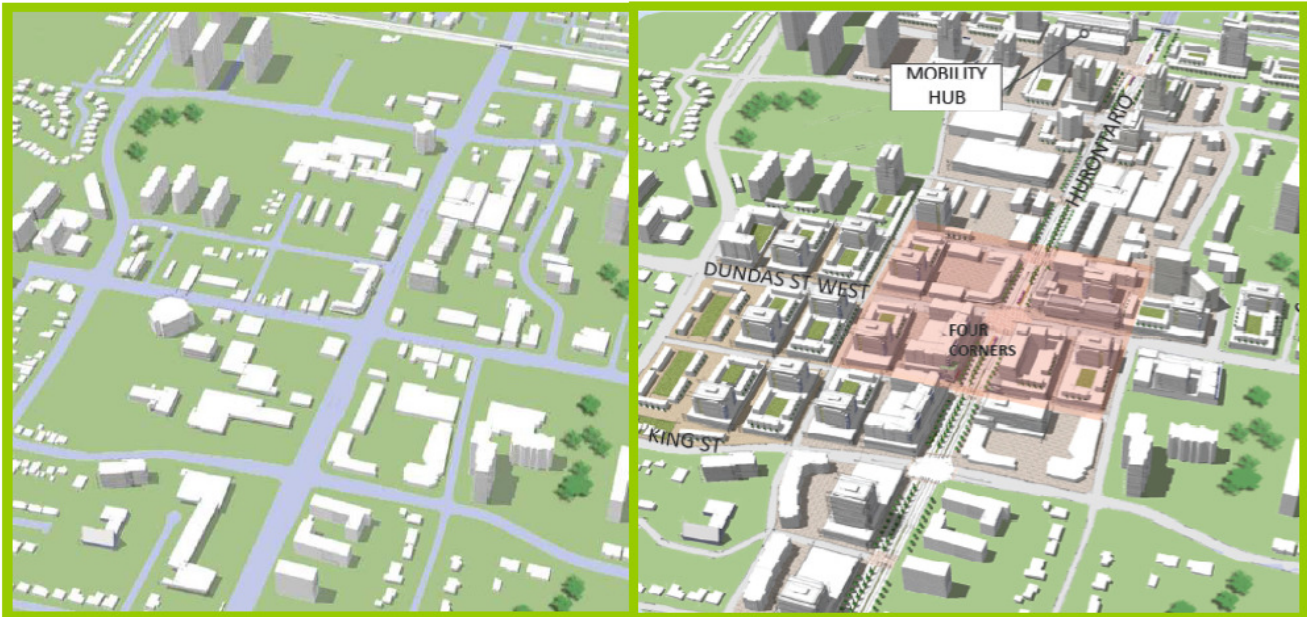 MOBILITY
HUB
HURONTARIO
DUNDAS ST WEST
FOUR
CORNERS
KING ST